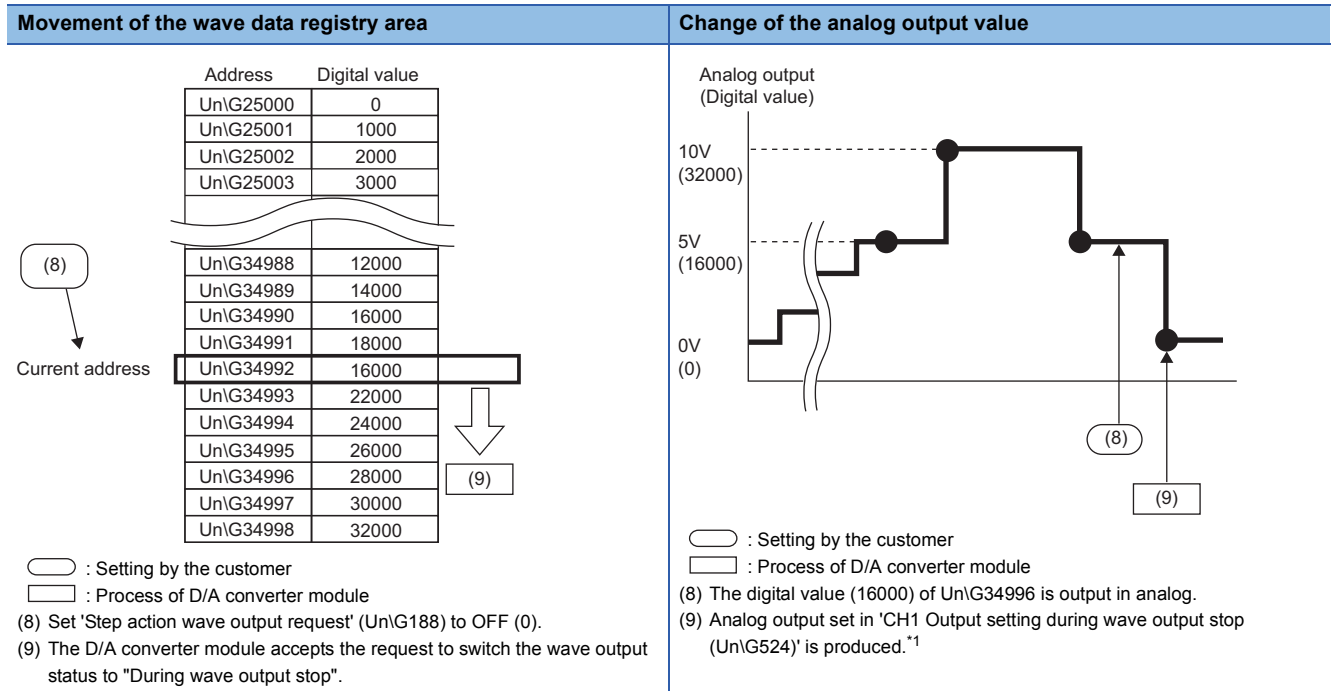 Movement of the wave data registry area
Address Digital value
Un\G25000 0
Un\G25001 1000
Un\G25002 2000
Un\G25003 3000
Un\G34988 12000
Un\G34989 14000
Un\G34990 16000
Un\G34991 18000
Un\G34992 16000
Un\G34993 22000
Un\G34994 24000
Un\G34995 26000
Un\G34996 28000
Un\G34997 30000
Un\G34998 32000
(8)
Current address
(9)
: Setting by the customer
: Process of D/A converter module
(8) Set 'Step action wave output request' (Un\G188) to OFF (0).
(9) The D/A converter module accepts the request to switch the wave output
status to "During wave output stop".
Change of the analog output value
Analog output
(Digital value)
10V
(32000)
5V
(16000)
0V
(0)
(8)
(9)
: Setting by the customer
: Process of D/A converter module
(8) The digital value (16000) of Un\G34996 is output in analog.
(9) Analog output set in 'CH1 Output setting during wave output stop
(Un\G524)' is produced.*1